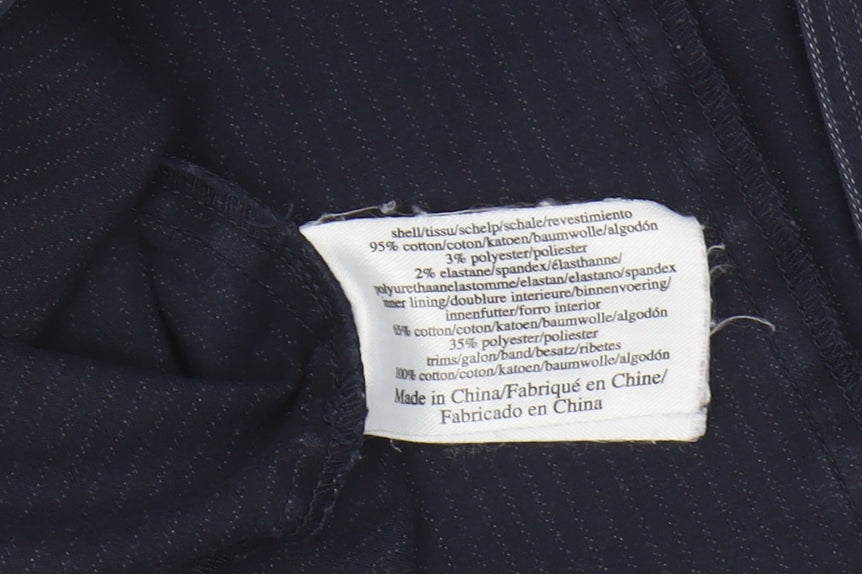 shell/tissu/schelp/schale/revestimiento
95% cotton/coton/katoen/baumwolle/algodón
3% polyester/poliester
2% elastane/spandex/élasthanne/
polyurethaanelastomme/elastan/elastano/spandex
inner lining/doublure interieure/binnenvoering/
innenfutter/forro interior
65% cotton/coton/katoen/baumwolle/algodón
35% polyester/poliester
trims/galon/band/besatz/ribetes
100% cotton/coton/katoen/baumwolle/algodón
Made in China/Fabriqué en Chine/
Fabricado en China